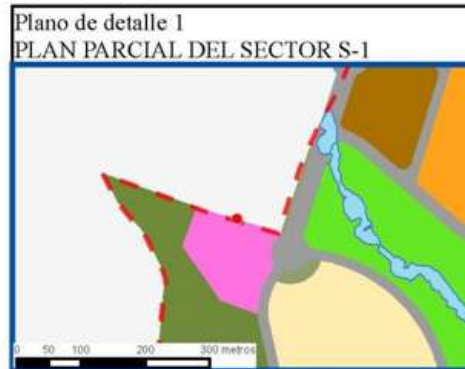 Plano de detalle 1
PLAN PARCIAL DEL SECTOR S-1
0 50 100 200 300 metros